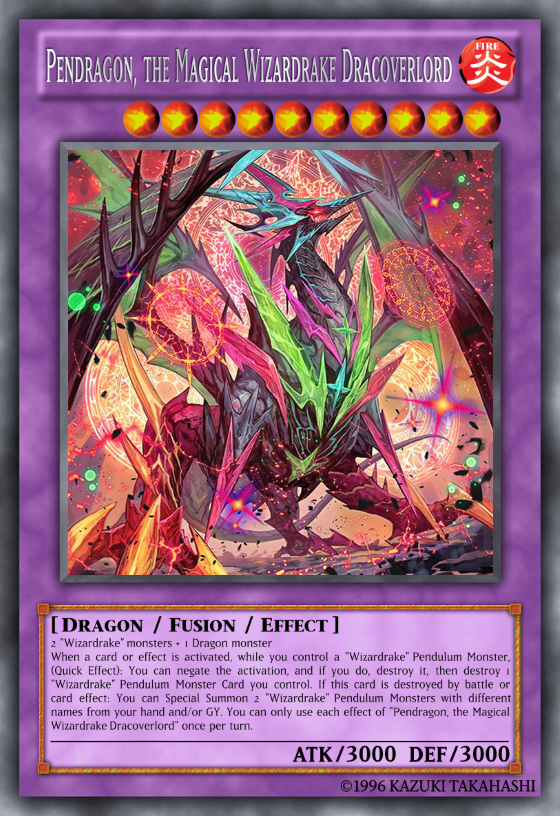 PENDRAGON, THE MAGICAL WIZARDRAKE DRACOVERLORD
FIRE
炎
[ DRAGON / FUSION / EFFECT ]
2 "Wizardrake" monsters + 1 Dragon monster
When a card or effect is activated, while you control a "Wizardrake" Pendulum Monster,
(Quick Effect): You can negate the activation, and if you do, destroy it, then destroy 1
"Wizardrake" Pendulum Monster Card you control. If this card is destroyed by battle or
card effect: You can Special Summon 2 "Wizardrake" Pendulum Monsters with different
names from your hand and/or GY. You can only use each effect of "Pendragon, the Magical
Wizardrake Dracoverlord" once per turn.
ATK/3000 DEF/3000
©1996 KAZUKI TAKAHASHI